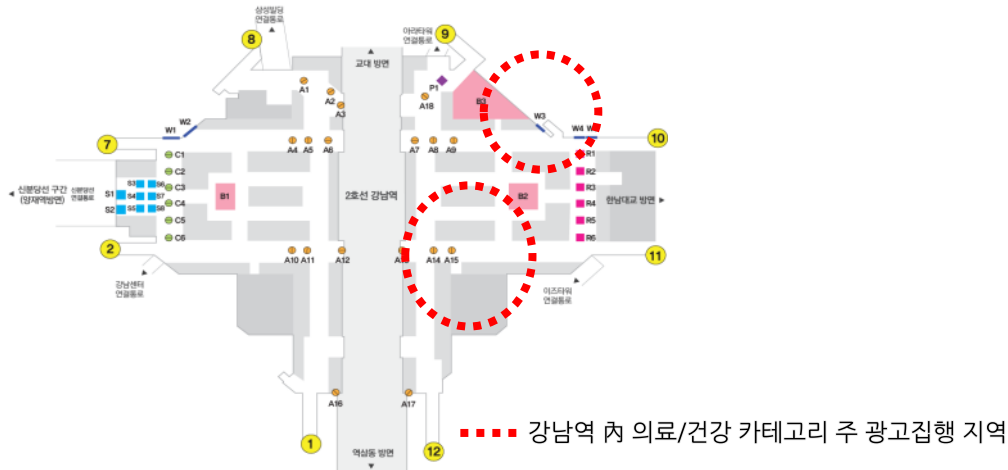 삼성빌딩
연결통로
▲
8
아라타워
연결통로
▲
9
▲
교대 방면
A1
A2
A3
P1
A18
B3
W1
W2
W3
W4
10
7
A4
A5
A6
A7
A8
A9
C1
C2
C3
C4
C5
C6
R1
R2
R3
R4
R5
R6
◀ 신분당선 구간
(양재역방면)
신분당선
연결통로
S1
S2
S3
S4
S5
S6
S7
S8
B1
2호선 강남역
B2
한남대교 방면 ▶
2
A10
A11
A12
A14
A15
11
강남센터
연결통로
이즈타워
연결통로
A16
A17
1
12
역삼동 방면
▼
강남역 內 의료/건강 카테고리 주 광고집행 지역